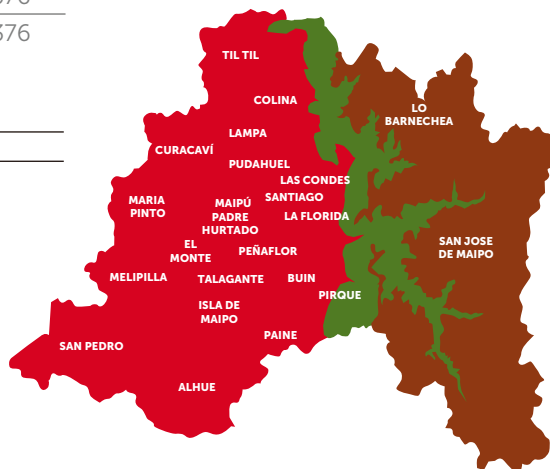 376
TIL TIL
COLINA
LO
BARNECHEA
LAMPA
CURACAVÍ
PUDAHUEL
LAS CONDES
SANTIAGO
MARIA
PINTO
MAIPÚ
PADRE
HURTADO
LA FLORIDA
EL
MONTE
PEÑAFLOR
SAN JOSE
DE MAIPO
MELIPILLA
TALAGANTE
BUIN
PIRQUE
ISLA DE
MAIPO
PAINE
SAN PEDRO
ALHUE